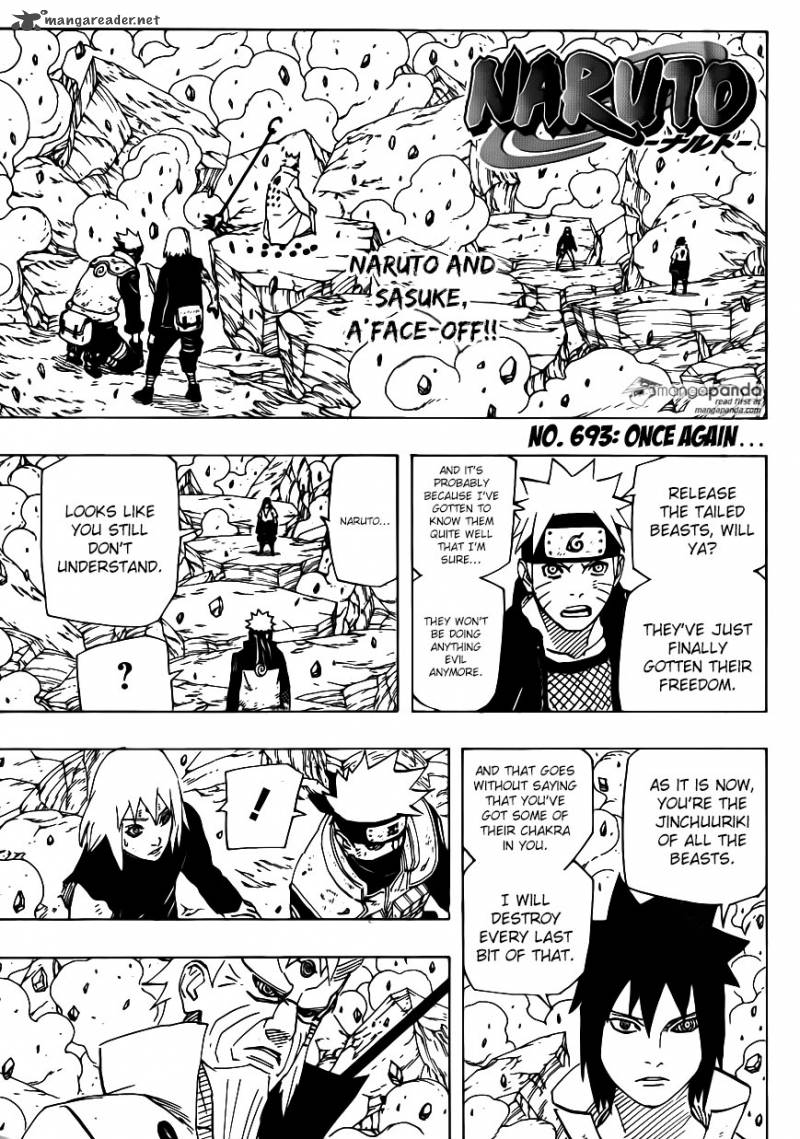 mangareader.net
NARUTO
-ナルト-
NARUTO AND
SASUKE,
A FACE-OFF!!
mangapanda
read first at
mangapanda.com
NO. 693: ONCE AGAIN...
RELEASE
THE TAILED
BEASTS, WILL
YA?
THEY'VE JUST
FINALLY
GOTTEN THEIR
FREEDOM.
AND IT'S
PROBABLY
BECAUSE I'VE
GOTTEN TO
KNOW THEM
QUITE WELL
THAT I'M
SURE...
THEY WON'T
BE DOING
ANYTHING
EVIL
ANYMORE.
NARUTO...
LOOKS LIKE
YOU STILL
DON'T
UNDERSTAND.
?
AS IT IS NOW,
YOU'RE THE
JINCHUURIKI
OF ALL THE
BEASTS.
AND THAT GOES
WITHOUT SAYING
THAT YOU'VE
GOT SOME OF
THEIR CHAKRA
IN YOU.
I WILL
DESTROY
EVERY LAST
BIT OF THAT.
!